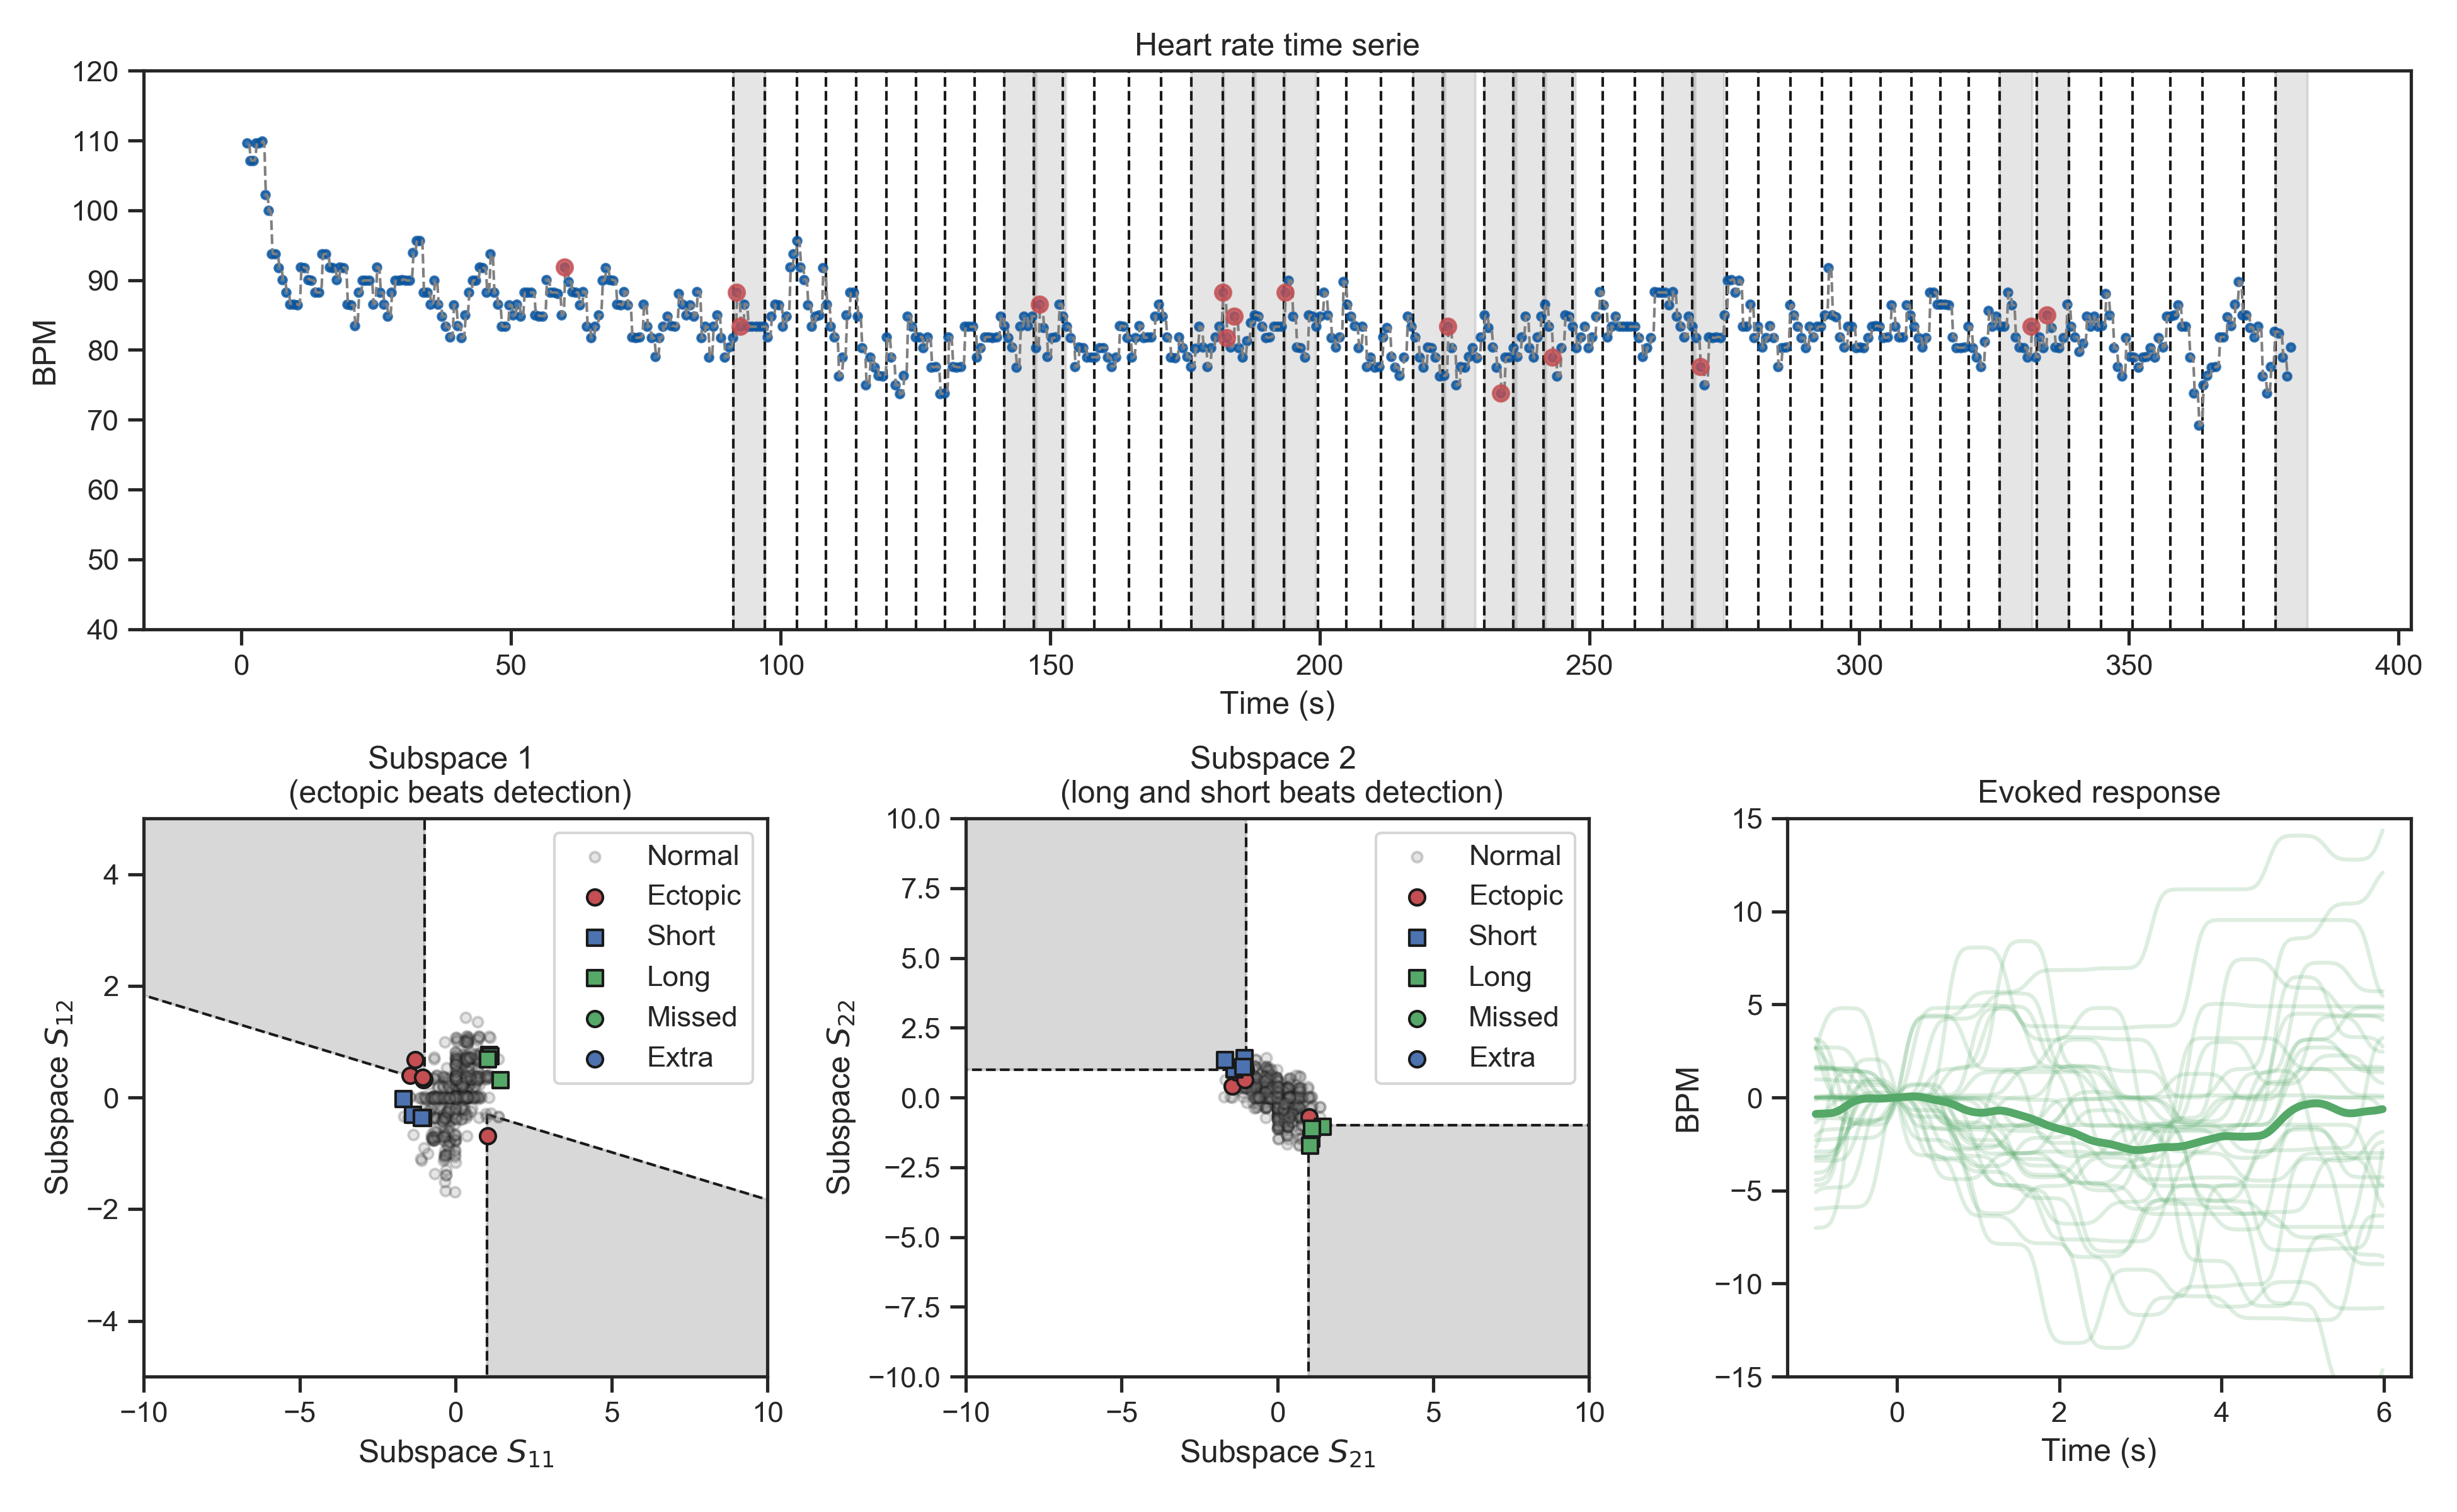 Heart rate time serie
120
110
100
90
80
70
60
50
40
BPM
0 50 100 150 200 250 300 350 400
Time (s)
Subspace 1
(ectopic beats detection)
4
2
0
−2
−4
Subspace S12
Normal
Ectopic
Short
Long
Missed
Extra
−10 −5 0 5 10
Subspace S11
Subspace 2
(long and short beats detection)
10.0
7.5
5.0
2.5
0.0
−2.5
−5.0
−7.5
−10.0
Subspace S22
Normal
Ectopic
Short
Long
Missed
Extra
−10 −5 0 5 10
Subspace S21
Evoked response
15
10
5
0
−5
−10
−15
BPM
0 2 4 6
Time (s)